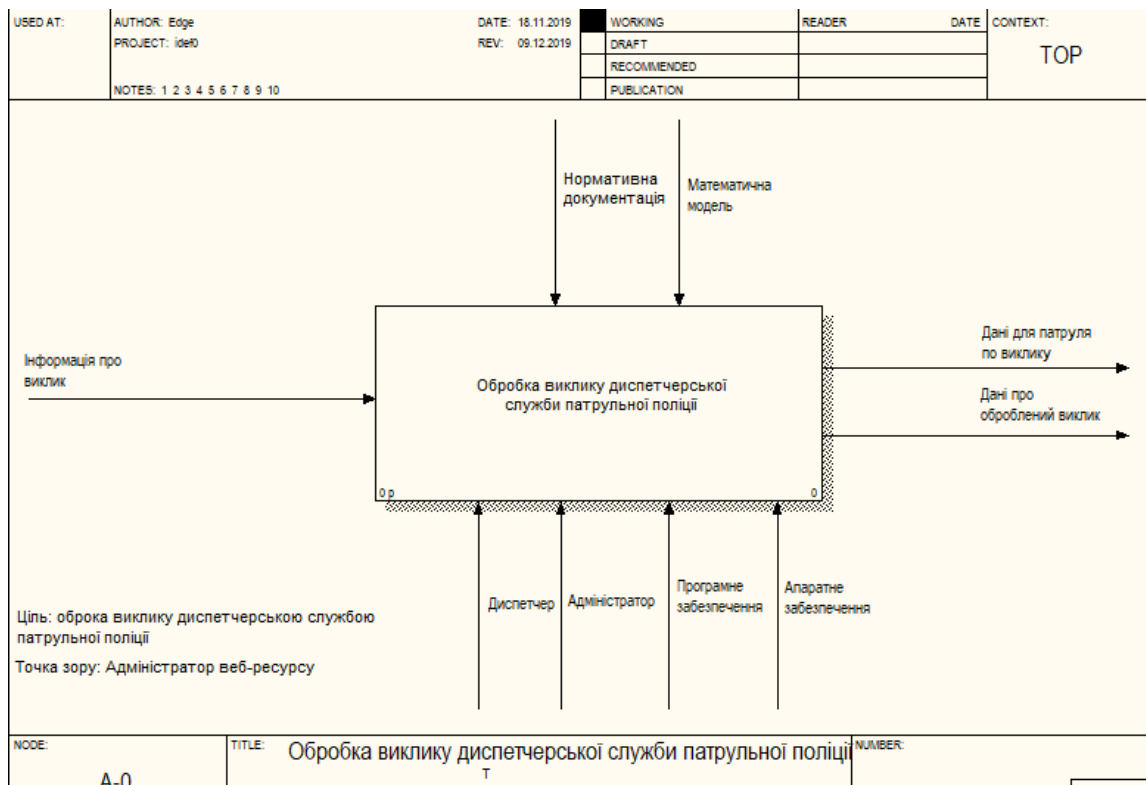 USED AT:
AUTHOR: Edge
DATE: 18.11.2019
WORKING
READER
DATE
CONTEXT:
PROJECT: idef0
REV: 09.12.2019
DRAFT
TOP
RECOMMENDED
NOTES: 1 2 3 4 5 6 7 8 9 10
PUBLICATION
Нормативна
документація
Математична
модель
Інформація про
виклик
Обробка виклику диспетчерської
служби патрульної поліції
0 р
0
Дані для патруля
по виклику
Дані про
оброблений виклик
Диспетчер
Адміністратор
Програмне
забезпечення
Апаратне
забезпечення
Ціль: оброка виклику диспетчерською службою
патрульної поліції
Точка зору: Адміністратор веб-ресурсу
NODE:
A-0
TITLE:
Обробка виклику диспетчерської служби патрульної поліції
т
NUMBER: